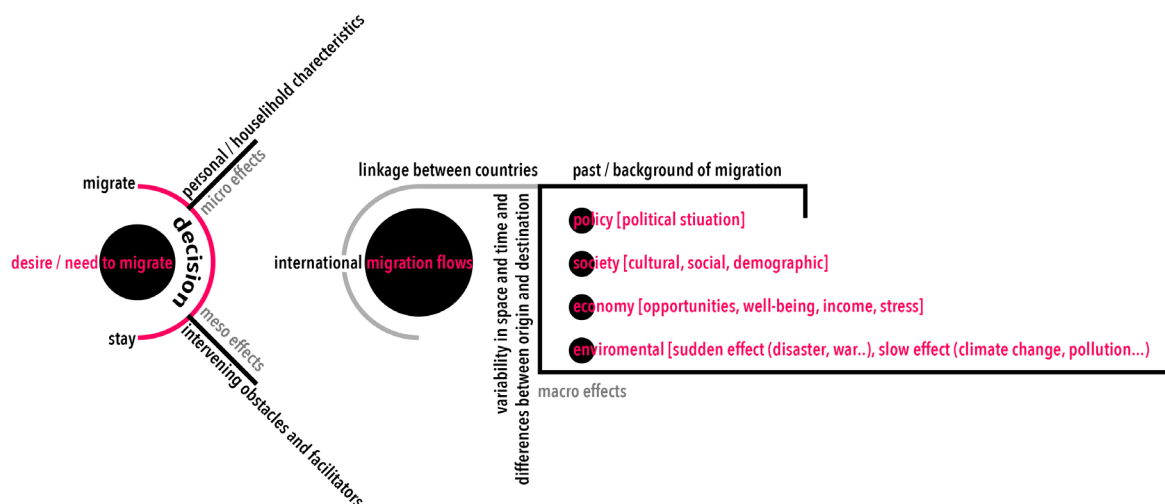 personal / houselihold charecteristics
micro effects
migrate
decision
desire / need to migrate
meso effects
stay
intervening obstacles and facilitators
linkage between countries
international migration flows
variability in space and time and
differences between origin and destination
past / background of migration
policy [political stiuation]
society [cultural, social, demographic]
economy [opportunities, well-being, income, stress]
enviromental [sudden effect (disaster, war..), slow effect (climate change, pollution...)
macro effects